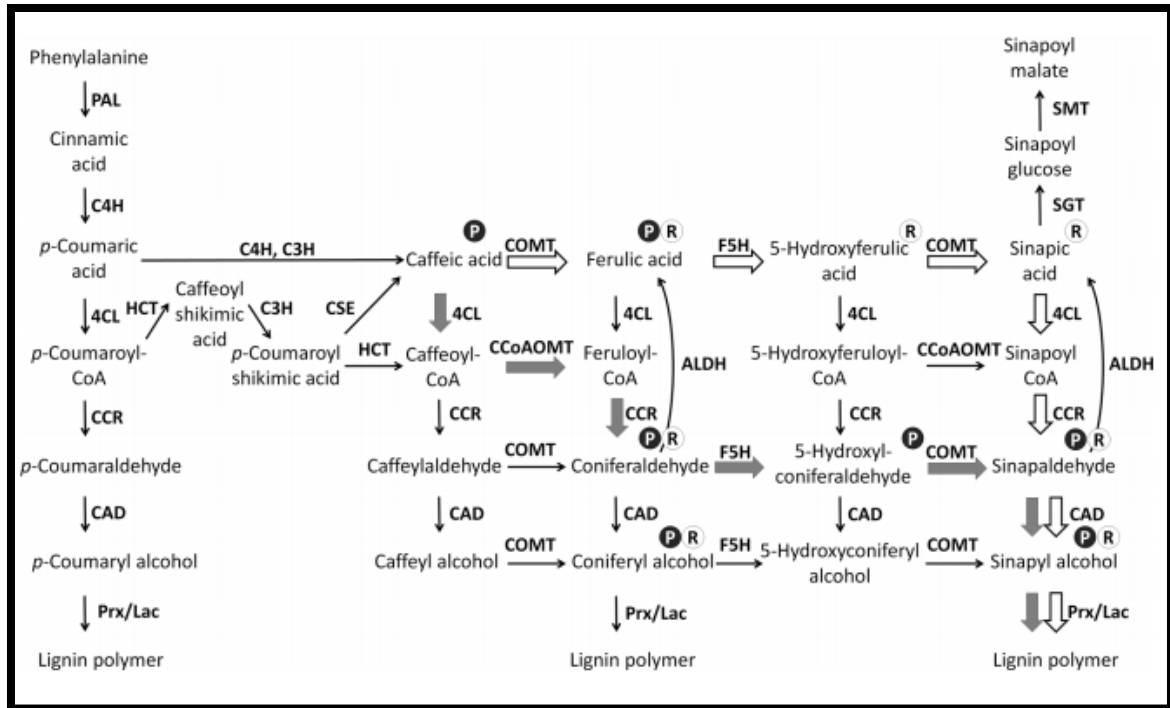 Phenylalanine
PAL
Cinnamic
acid
C4H
p-Coumaric
acid
C4H, C3H
4CL
HCT
Caffeoyl
shikimic
acid
C3H
CSE
p-Coumaroyl-
CoA
p-Coumaroyl
shikimic acid
HCT
CCR
p-Coumaraldehyde
CAD
p-Coumaryl alcohol
Prx/Lac
Lignin polymer
P
Caffeic acid
COMT
4CL
Caffeoyl-
CoA
CCoAOMT
CCR
Caffeylaldehyde
COMT
CAD
Caffeyl alcohol
COMT
P R
Ferulic acid
F5H
4CL
Feruloyl-
CoA
ALDH
CCR
P R
Coniferaldehyde
F5H
CAD
P R
Coniferyl alcohol
F5H
Prx/Lac
Lignin polymer
R
5-Hydroxyferulic
acid
COMT
4CL
5-Hydroxyferuloyl-
CoA
CCoAOMT
CCR
P
5-Hydroxyl-
coniferaldehyde
COMT
CAD
5-Hydroxyconiferyl
alcohol
COMT
Sinapoyl
malate
SMT
Sinapoyl
glucose
SGT
R
Sinapic
acid
4CL
Sinapoyl
CoA
ALDH
CCR
P R
Sinapaldehyde
CAD
P R
Sinapyl alcohol
Prx/Lac
Lignin polymer